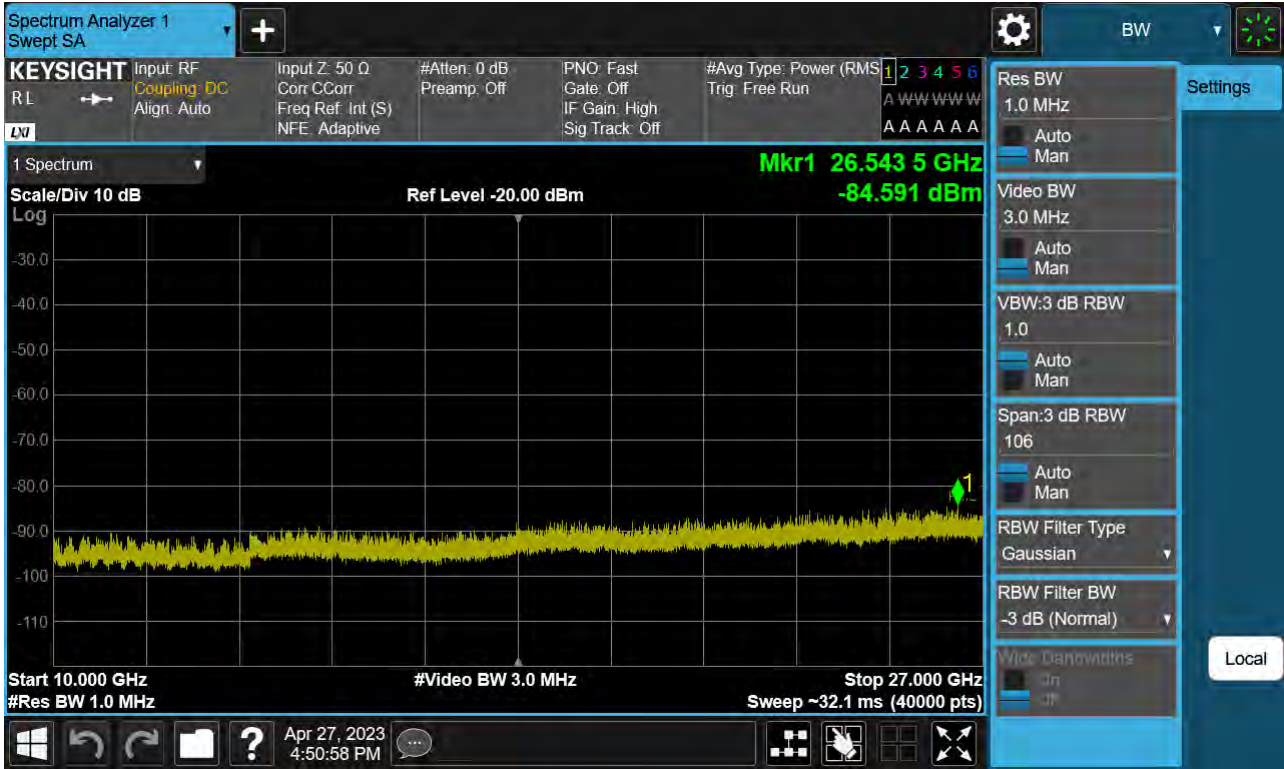 Spectrum Analyzer 1
Swept SA
BW
KEYSIGHT
R L
LXI
Input: RF
Coupling: DC
Align: Auto
Input Z: 50 Ω
Corr CCorr
Freq Ref: Int (S)
NFE: Adaptive
#Atten: 0 dB
Preamp: Off
PNO: Fast
Gate: Off
IF Gain: High
Sig Track: Off
#Avg Type: Power (RMS
Trig: Free Run
1 2 3 4 5 6
A W W W W W
A A A A A A
1 Spectrum
Mkr1 26.543 5 GHz
-84.591 dBm
Scale/Div 10 dB
Ref Level -20.00 dBm
Log
-30.0
-40.0
-50.0
-60.0
-70.0
-80.0
-90.0
-100
-110
1
Start 10.000 GHz
#Video BW 3.0 MHz
Stop 27.000 GHz
#Res BW 1.0 MHz
Sweep ~32.1 ms (40000 pts)
Res BW
1.0 MHz
Auto
Man
Video BW
3.0 MHz
Auto
Man
VBW:3 dB RBW
1.0
Auto
Man
Span:3 dB RBW
106
Auto
Man
RBW Filter Type
Gaussian
RBW Filter BW
-3 dB (Normal)
Settings
Local
Apr 27, 2023
4:50:58 PM